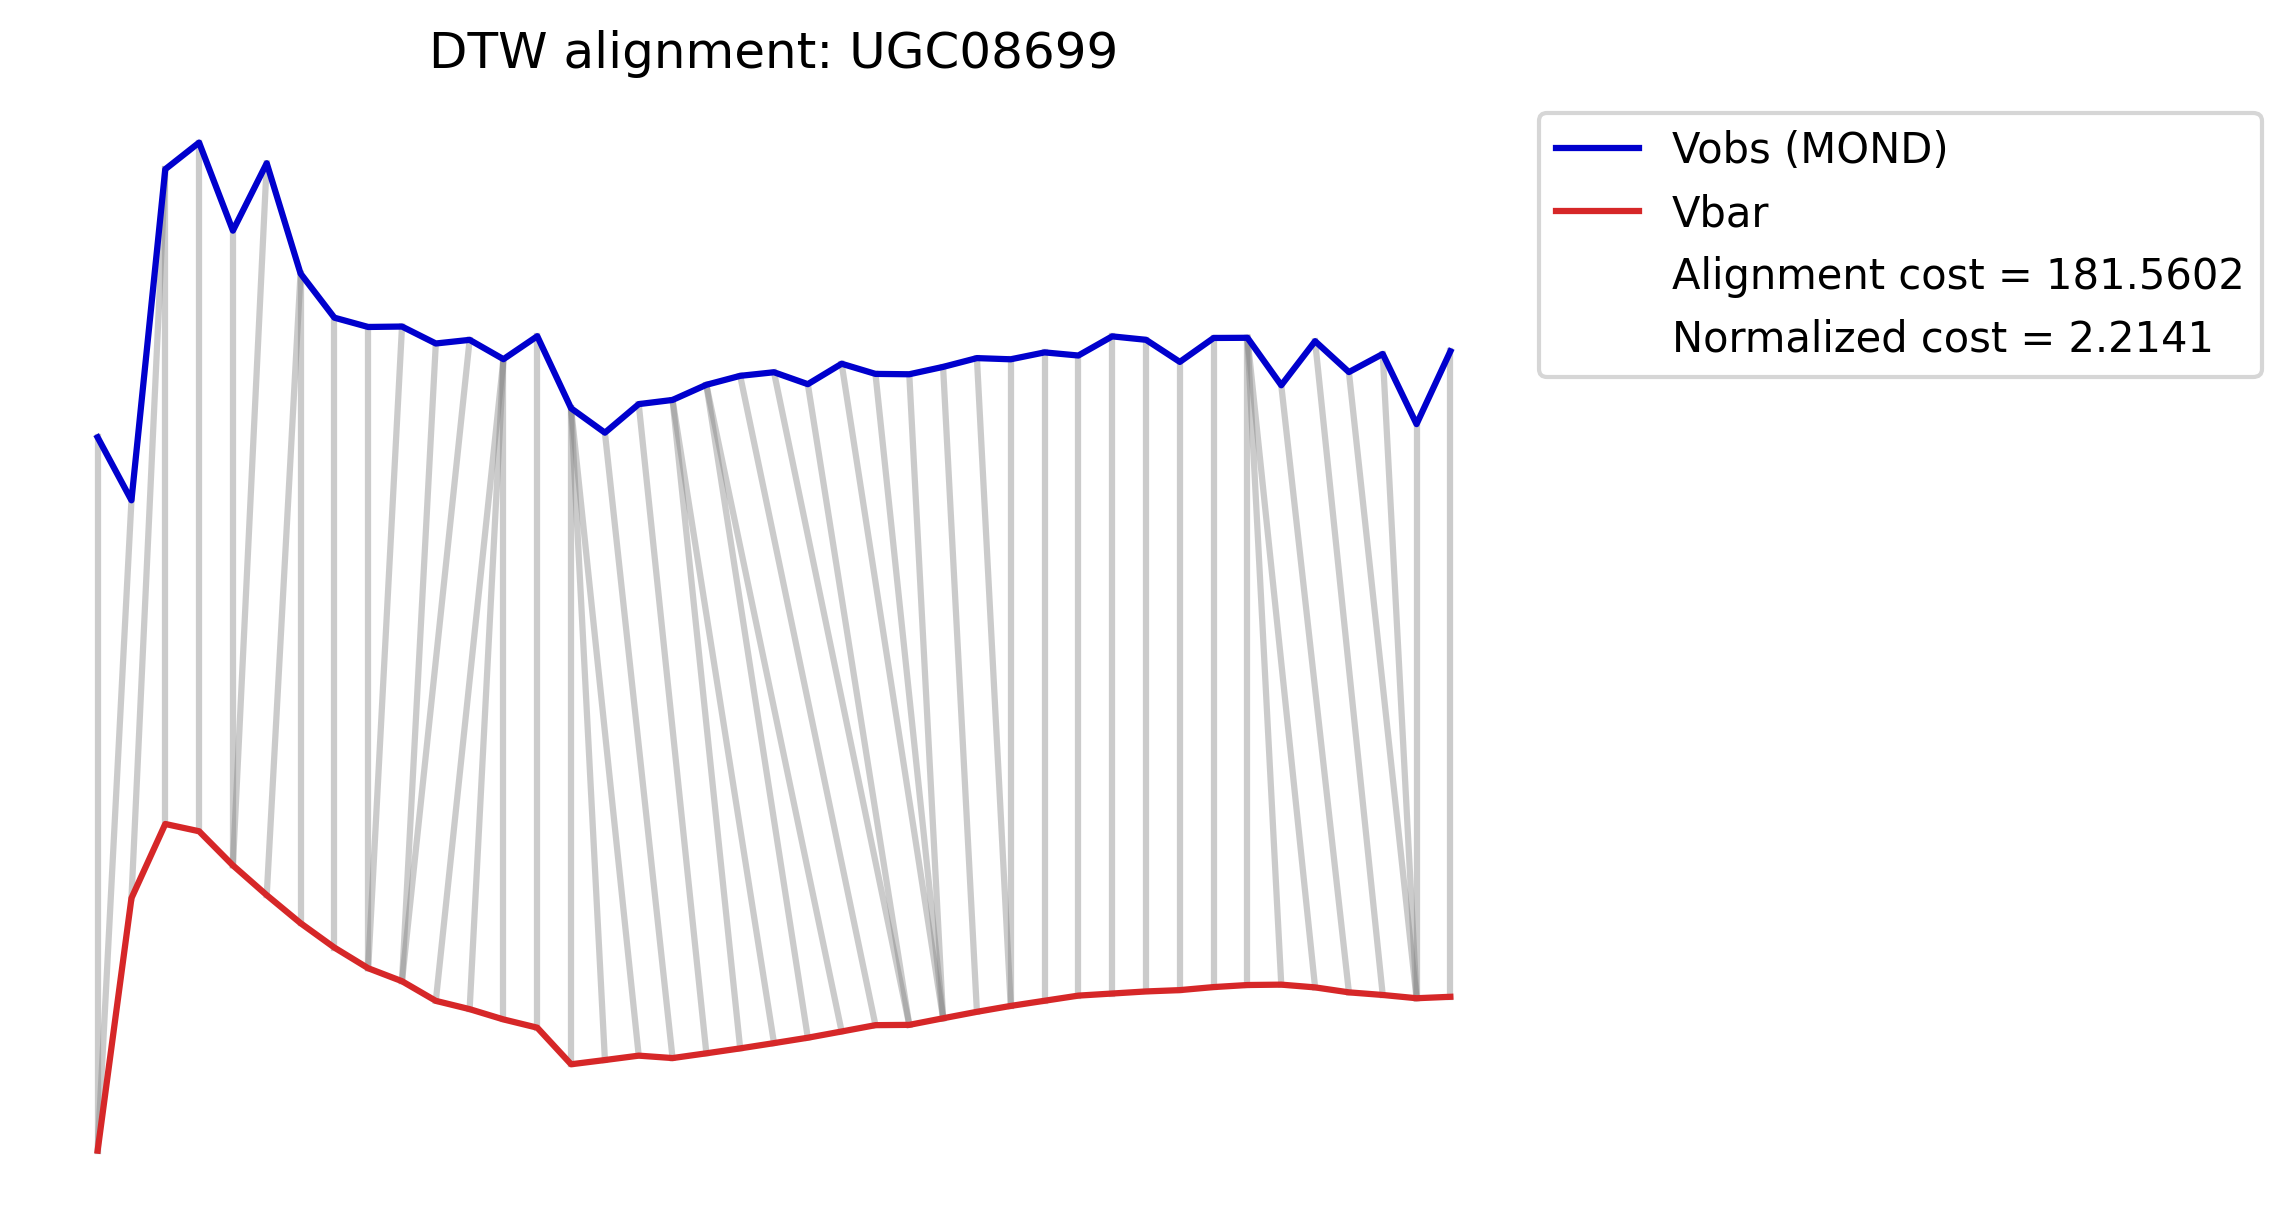 DTW alignment: UGC08699
Vobs (MOND)
Vbar
Alignment cost = 181.5602
Normalized cost = 2.2141